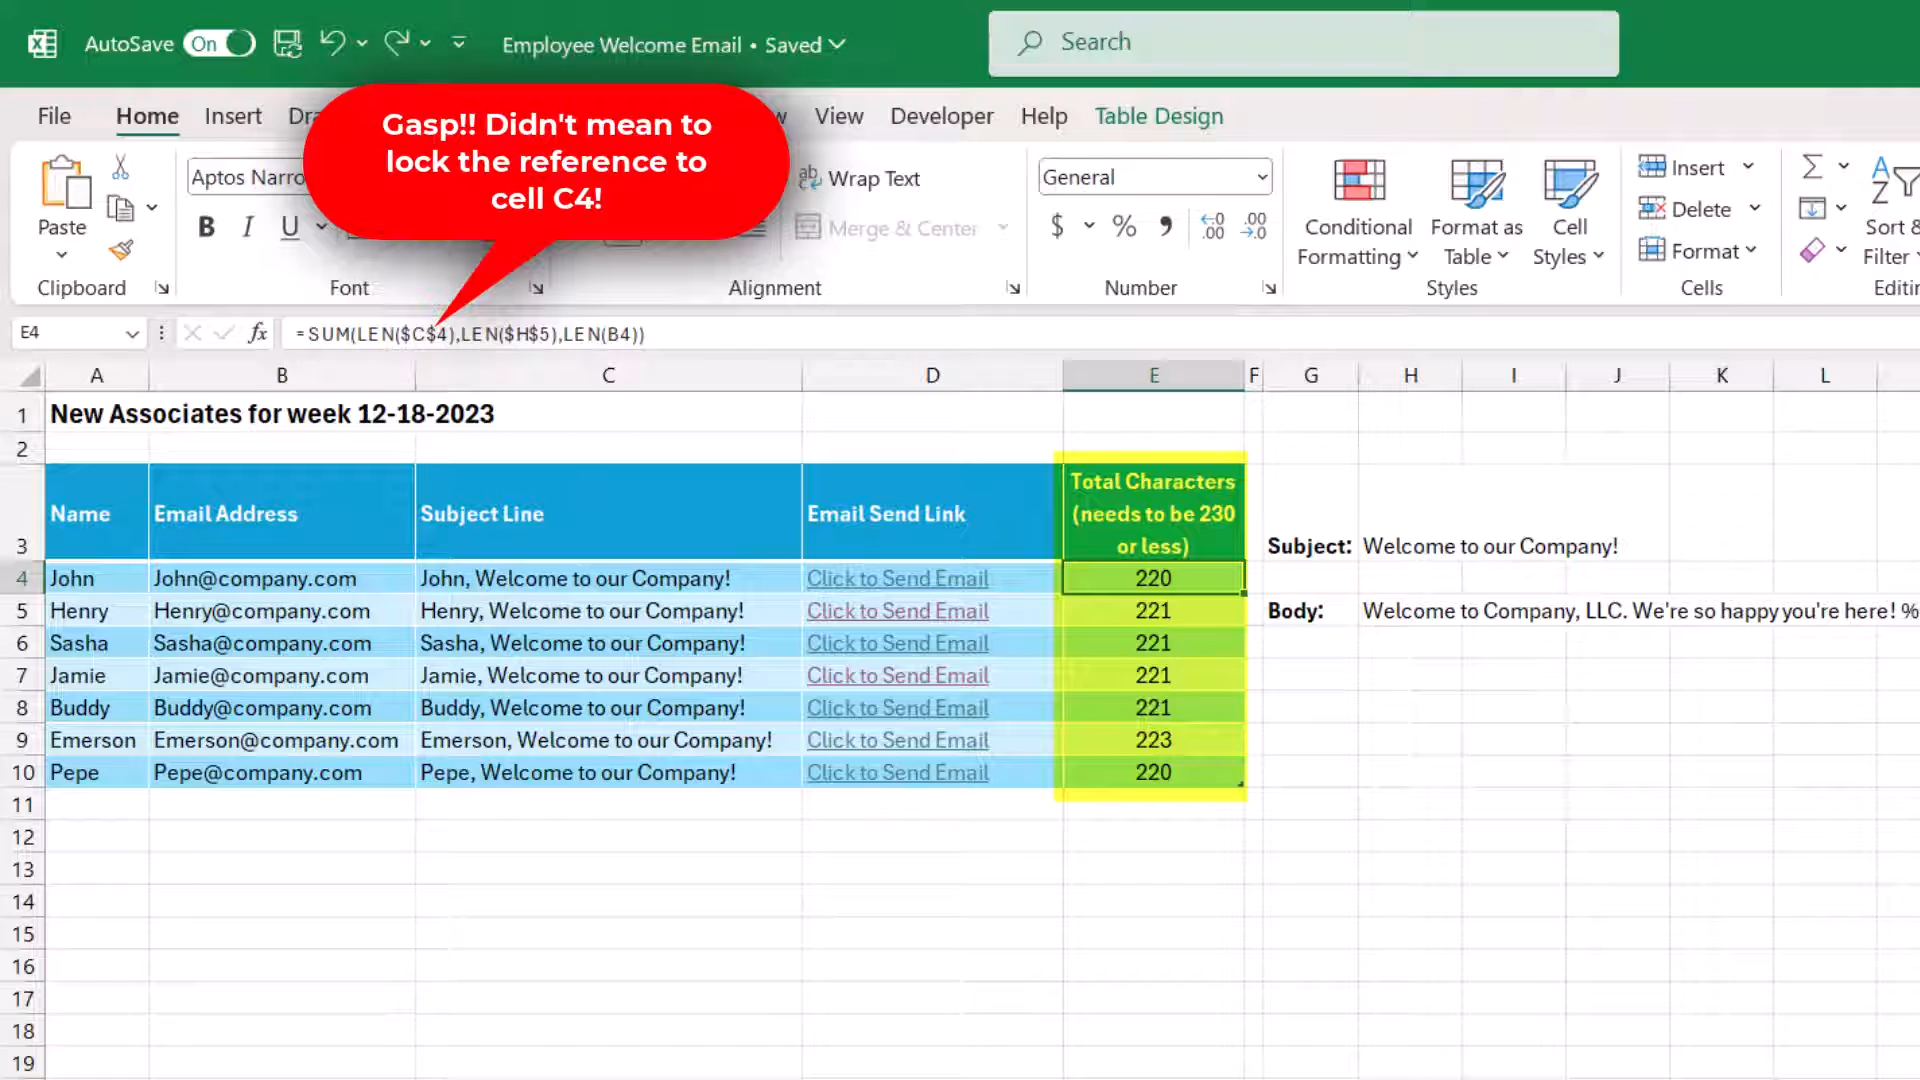 AutoSave On Employee Welcome Email • Saved Search
File Home Insert View Developer Help Table Design
Gasp!! Didn't mean to
lock the reference to
cell C4!
Paste
Clipboard
B I U
Font
Wrap Text
Merge & Center
Alignment
General
$ % , .00 .00
Number
Conditional
Formatting
Format as
Table
Cell
Styles
Styles
Insert
Delete
Format
Cells
Σ
Sort &
Filter
E4 fx =SUM(LEN($C$4),LEN($H$5),LEN(B4))
A B C D E F G H I J K L
1 New Associates for week 12-18-2023
2
3 Name Email Address Subject Line Email Send Link Total Characters
(needs to be 230
or less)
Subject: Welcome to our Company!
4 John John@company.com John, Welcome to our Company! Click to Send Email 220
5 Henry Henry@company.com Henry, Welcome to our Company! Click to Send Email 221 Body: Welcome to Company, LLC. We're so happy you're here! %
6 Sasha Sasha@company.com Sasha, Welcome to our Company! Click to Send Email 221
7 Jamie Jamie@company.com Jamie, Welcome to our Company! Click to Send Email 221
8 Buddy Buddy@company.com Buddy, Welcome to our Company! Click to Send Email 221
9 Emerson Emerson@company.com Emerson, Welcome to our Company! Click to Send Email 223
10 Pepe Pepe@company.com Pepe, Welcome to our Company! Click to Send Email 220
11
12
13
14
15
16
17
18
19